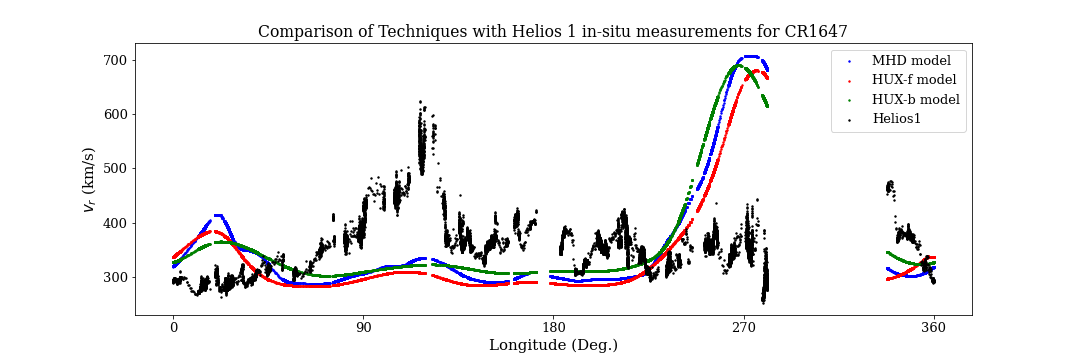 Comparison of Techniques with Helios 1 in-situ measurements for CR1647
700
600
500
400
300
v_r (km/s)
MHD model
HUX-f model
HUX-b model
Helios1
0 90 180 270 360
Longitude (Deg.)